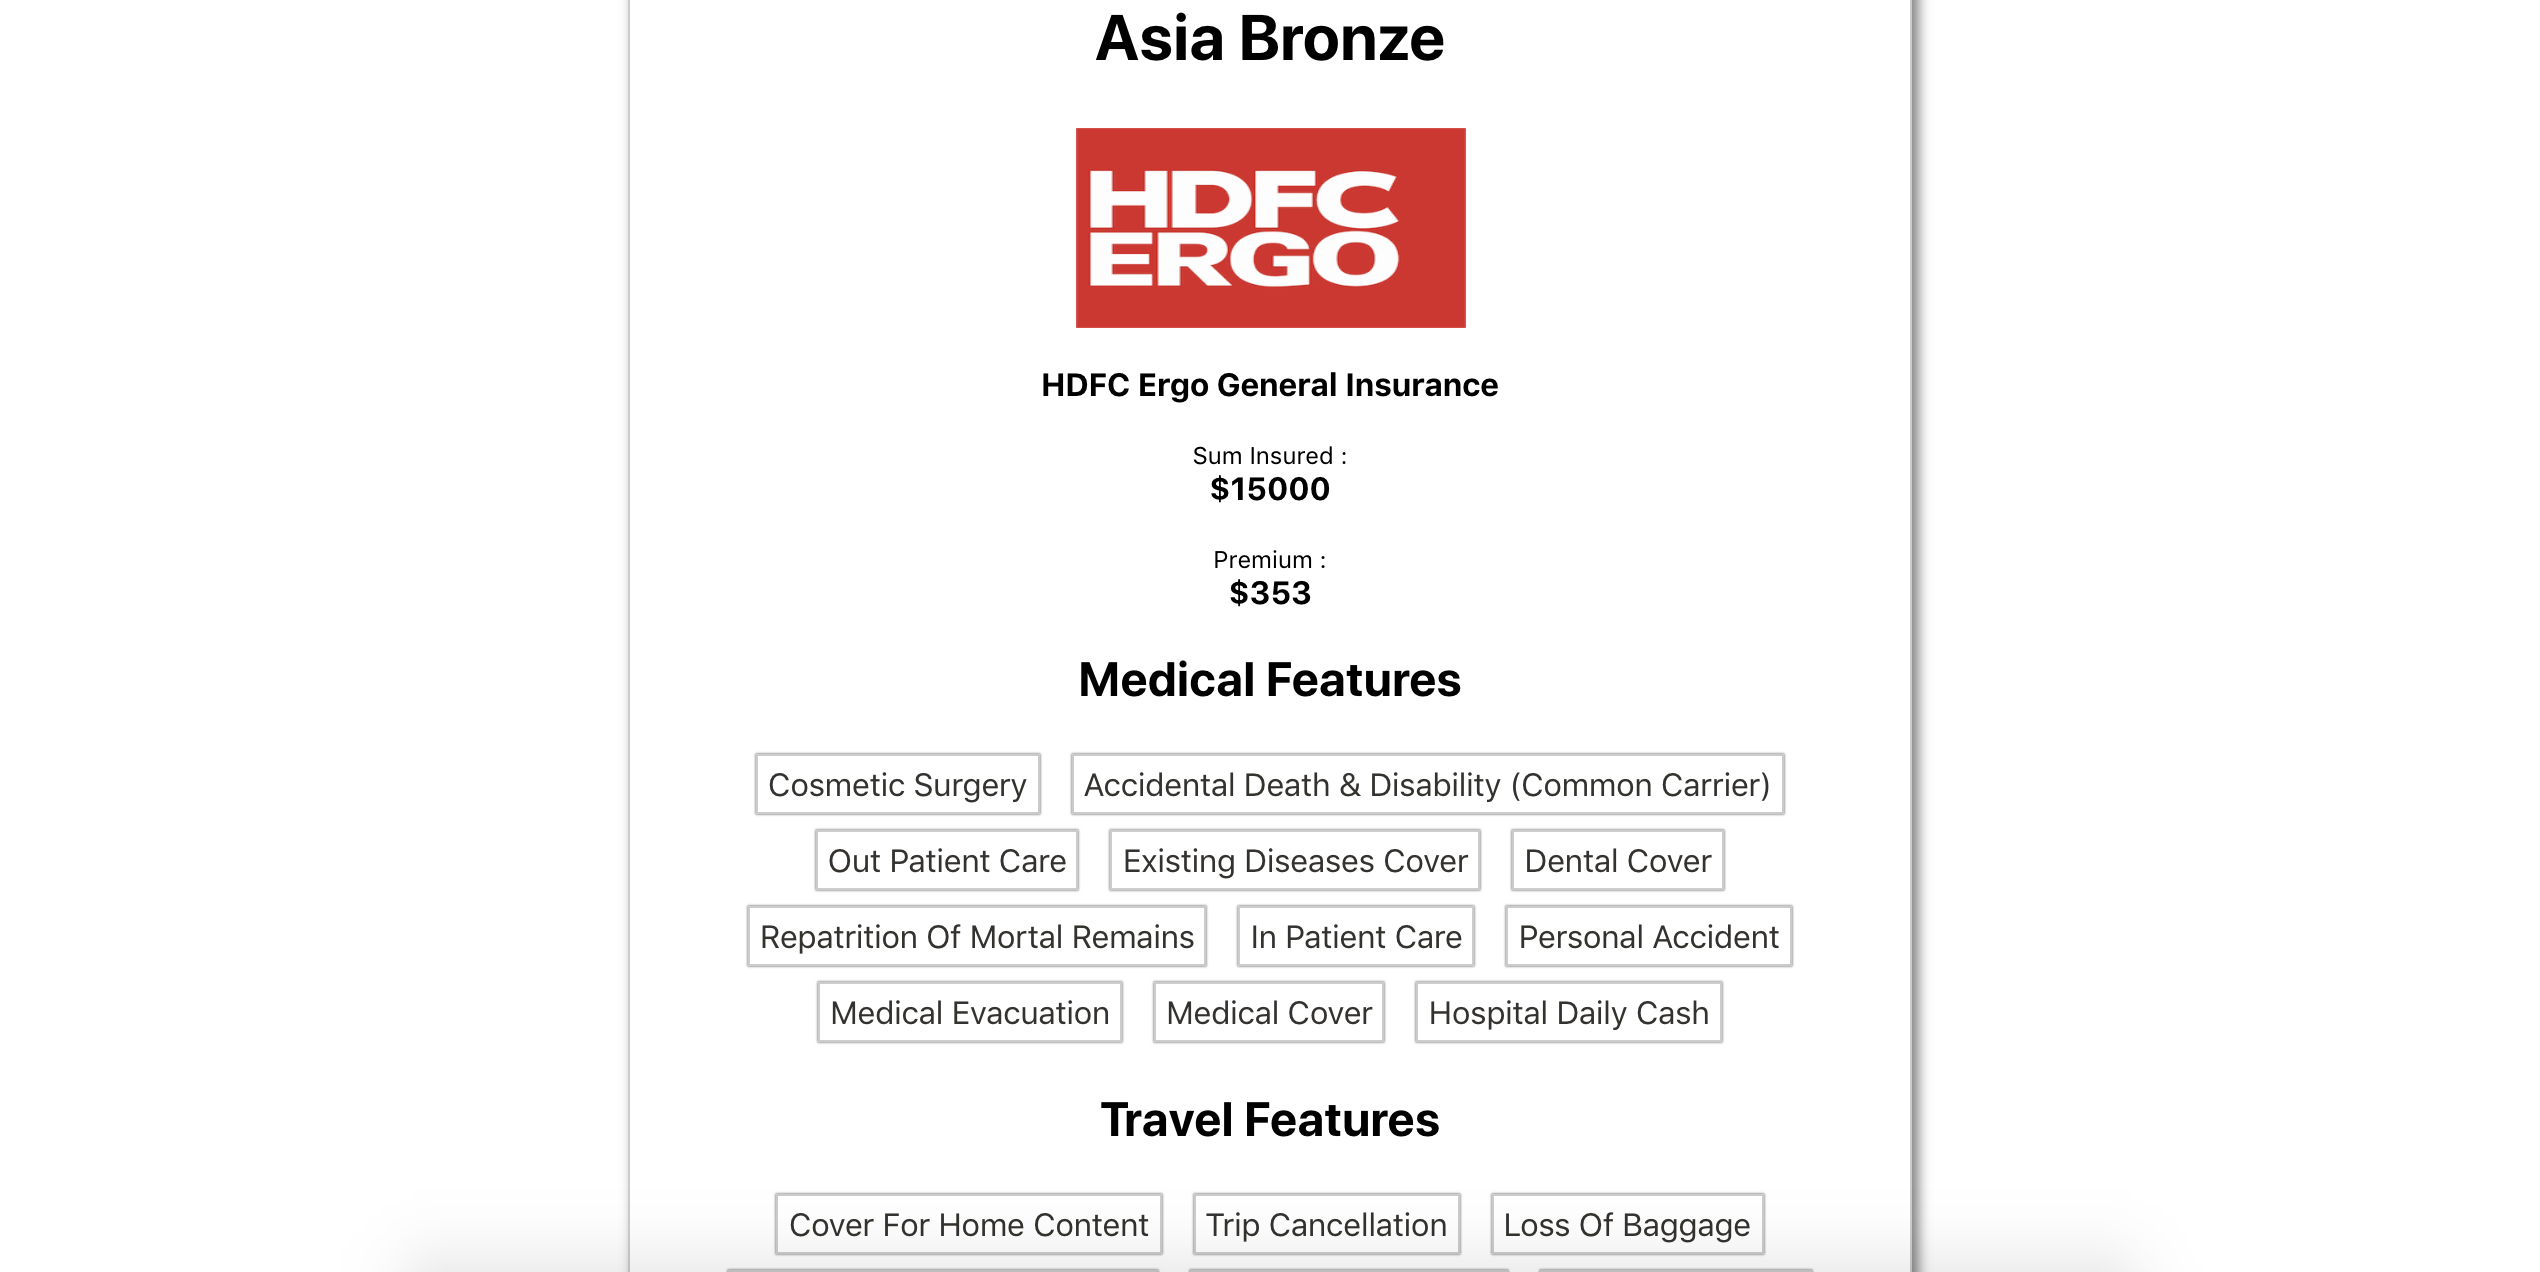 Asia Bronze
HDFC
ERGO
HDFC Ergo General Insurance
Sum Insured :
$15000
Premium :
$353
Medical Features
Cosmetic Surgery Accidental Death & Disability (Common Carrier)
Out Patient Care Existing Diseases Cover Dental Cover
Repatrition Of Mortal Remains In Patient Care Personal Accident
Medical Evacuation Medical Cover Hospital Daily Cash
Travel Features
Cover For Home Content Trip Cancellation Loss Of Baggage